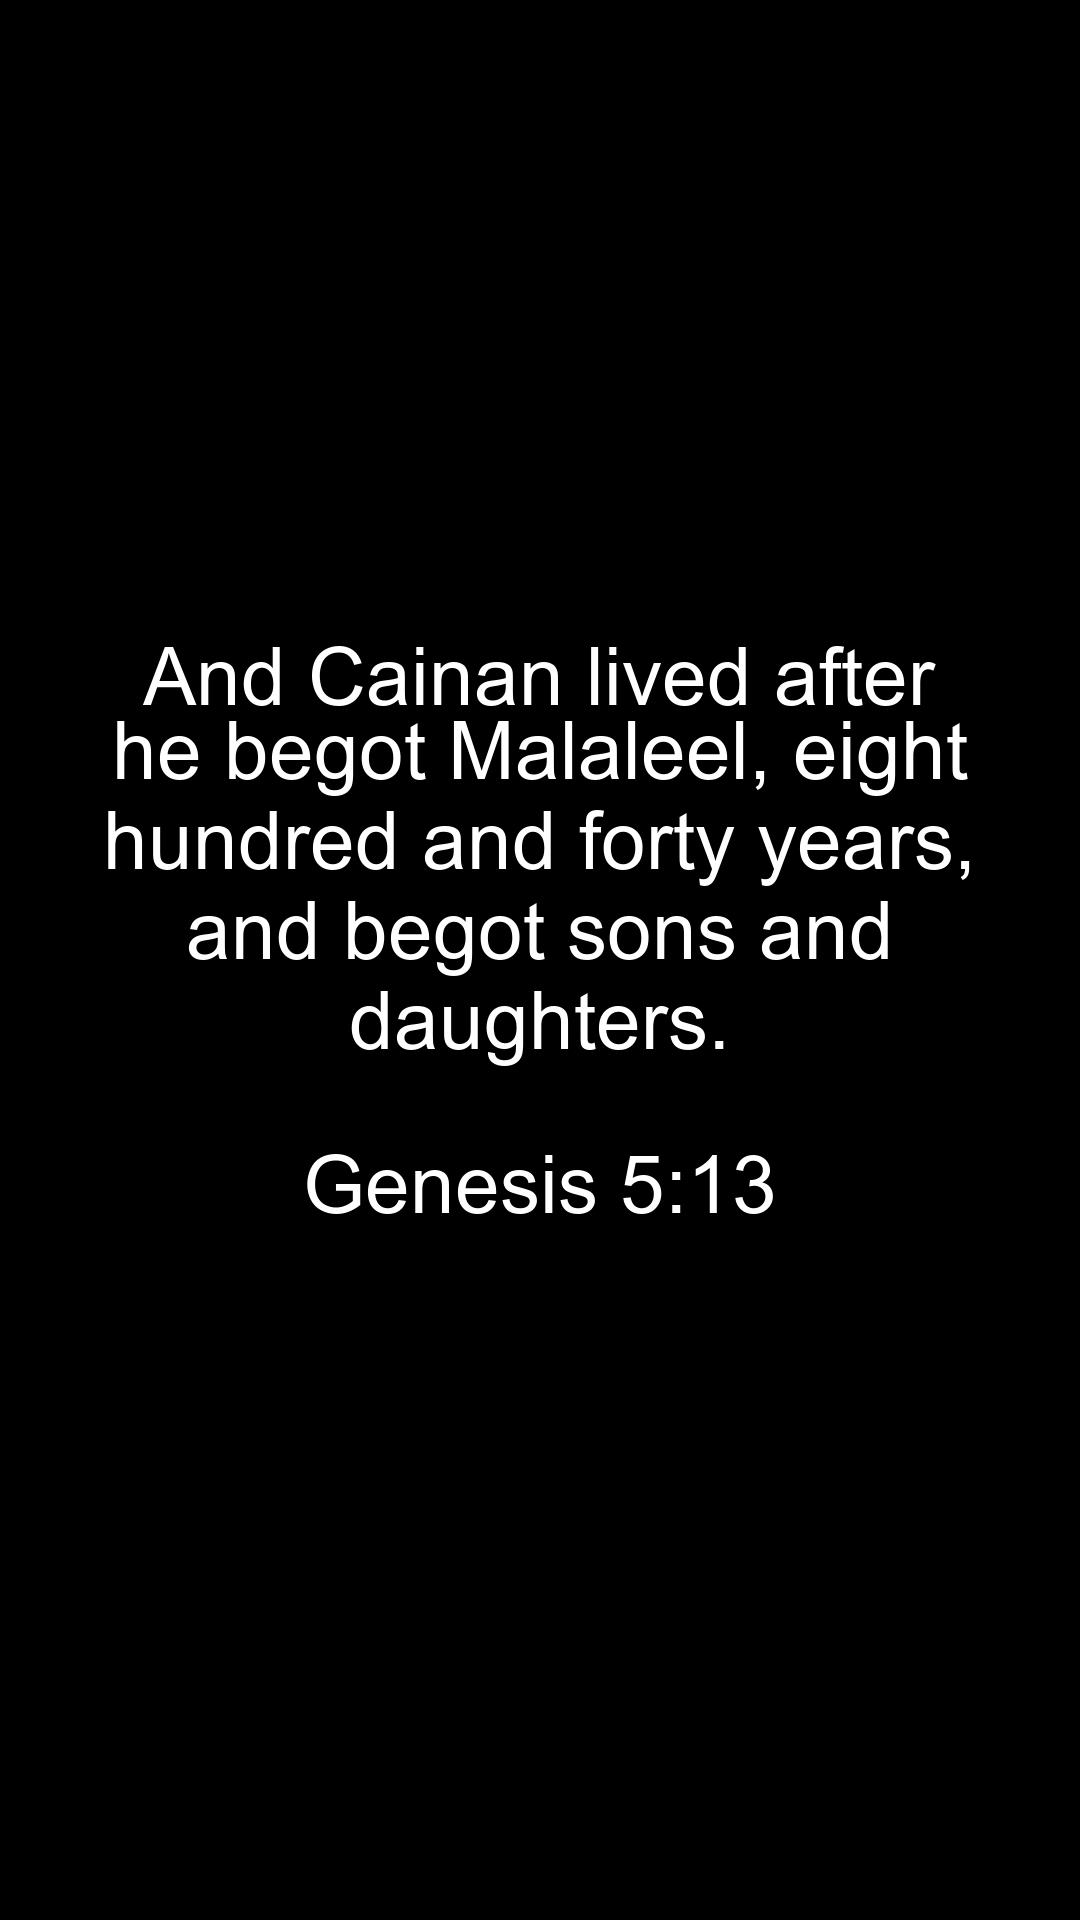 And Cainan lived after
he begot Malaleel, eight
hundred and forty years,
and begot sons and
daughters.
Genesis 5:13